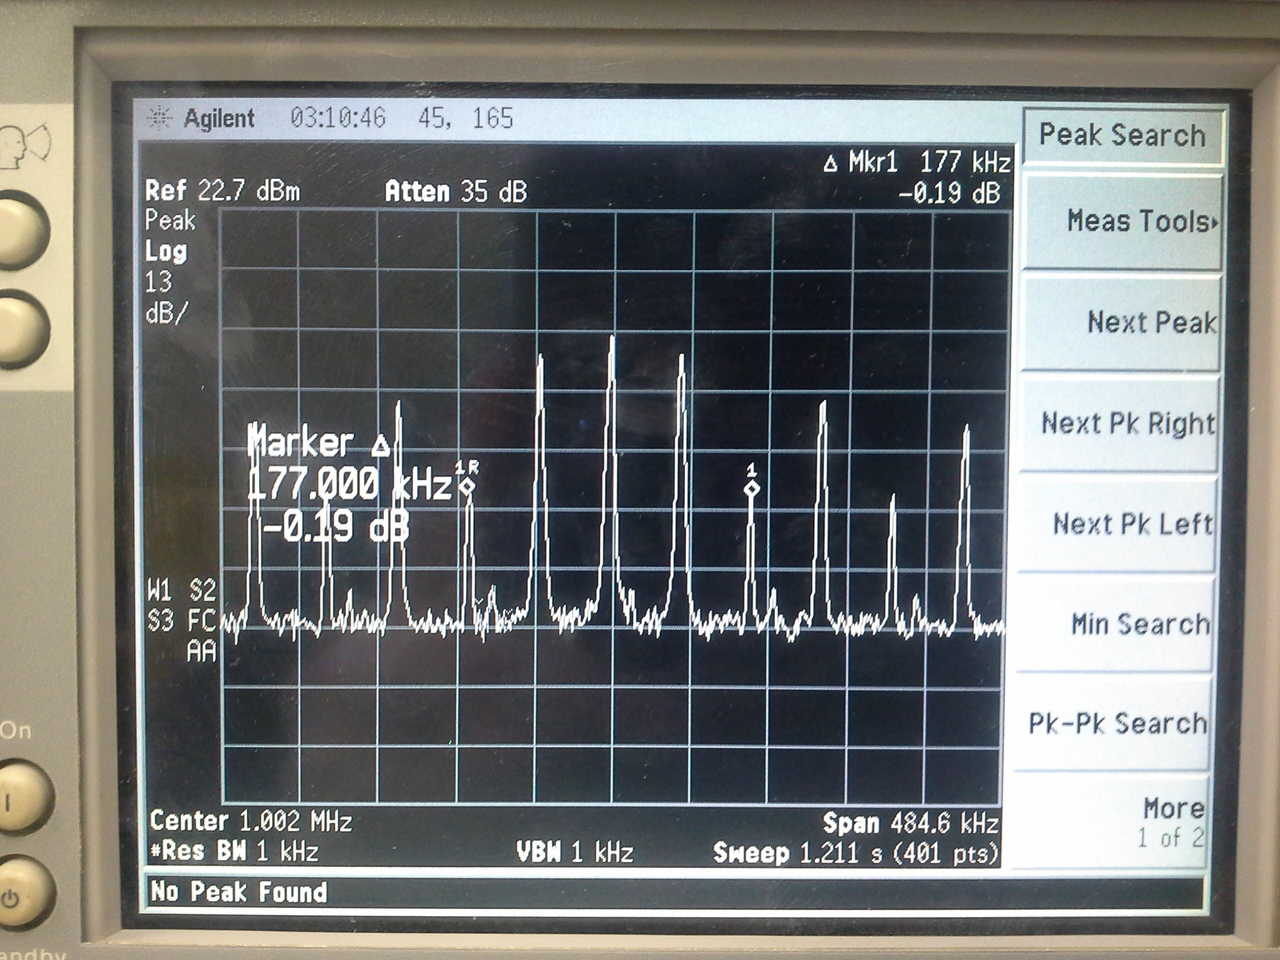 Agilent 03:10:46 45, 165
Peak Search
Δ Mkr1 177 kHz
Ref 22.7 dBm Atten 35 dB -0.19 dB
Peak
Log
13
dB/
Meas Tools
Next Peak
Next Pk Right
Next Pk Left
Min Search
Pk-Pk Search
More
1 of 2
Marker Δ
177.000 kHz
-0.19 dB
1R
1
W1 S2
S3 FC
AA
On
Center 1.002 MHz Span 484.6 kHz
#Res BW 1 kHz VBW 1 kHz Sweep 1.211 s (401 pts)
No Peak Found